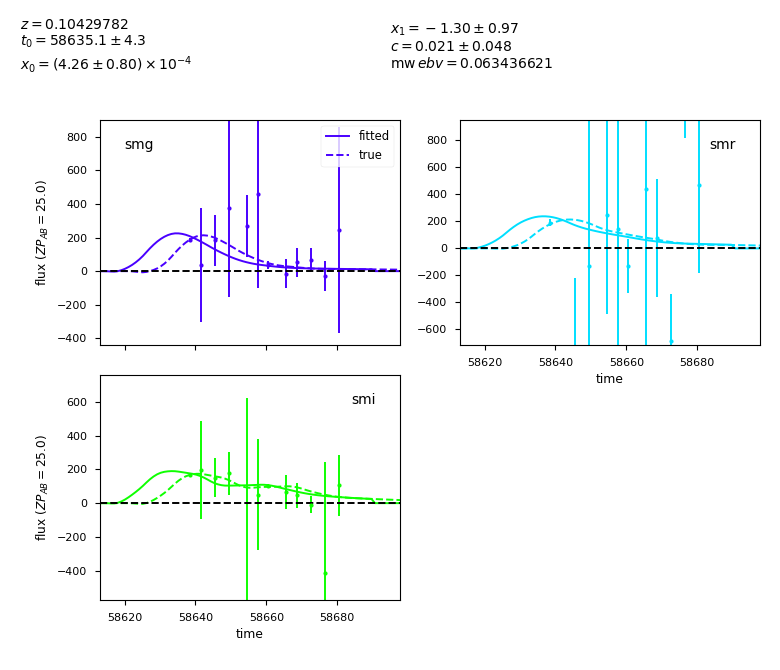 z = 0.10429782
t0 = 58635.1 ± 4.3
x0 = (4.26 ± 0.80) × 10^−4
x1 = −1.30 ± 0.97
c = 0.021 ± 0.048
mw ebv = 0.063436621
smg
fitted
true
800
600
400
200
0
−200
−400
flux (ZP_AB = 25.0)
smr
800
600
400
200
0
−200
−400
−600
58620 58640 58660 58680
time
smi
600
400
200
0
−200
−400
flux (ZP_AB = 25.0)
58620 58640 58660 58680
time